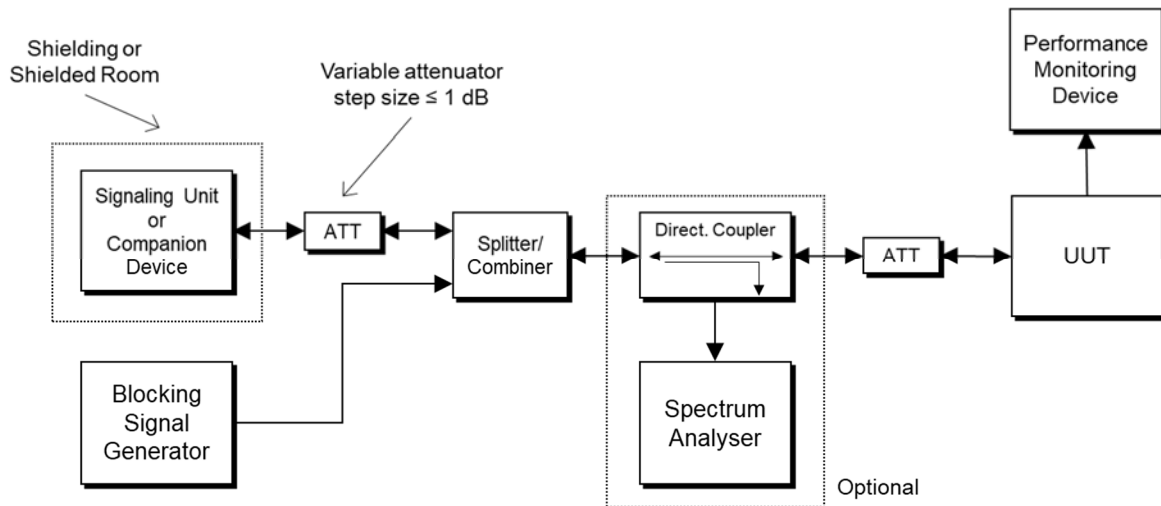 Shielding or
Shielded Room
Variable attenuator
step size ≤ 1 dB
Performance
Monitoring
Device
Signaling Unit
or
Companion
Device
ATT
Splitter/
Combiner
Direct. Coupler
ATT
UUT
Blocking
Signal
Generator
Spectrum
Analyser
Optional